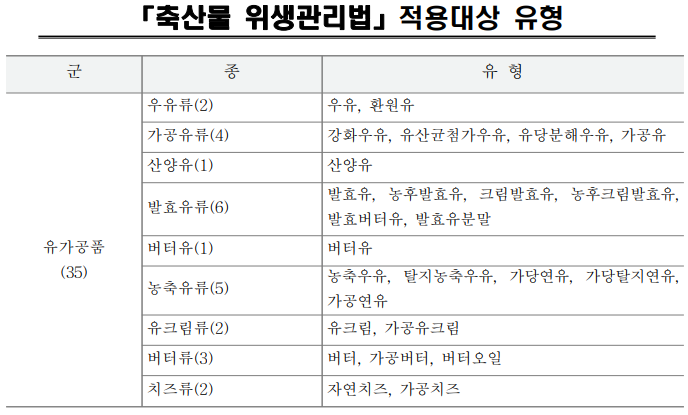 「축산물 위생관리법」 적용대상 유형
군 종 유 형
유가공품
(35)
우유류(2) 우유, 환원유
가공유류(4) 강화우유, 유산균첨가우유, 유당분해우유, 가공유
산양유(1) 산양유
발효유류(6) 발효유, 농후발효유, 크림발효유, 농후크림발효유,
발효버터유, 발효유분말
버터유(1) 버터유
농축유류(5) 농축우유, 탈지농축우유, 가당연유, 가당탈지연유,
가공연유
유크림류(2) 유크림, 가공유크림
버터류(3) 버터, 가공버터, 버터오일
치즈류(2) 자연치즈, 가공치즈